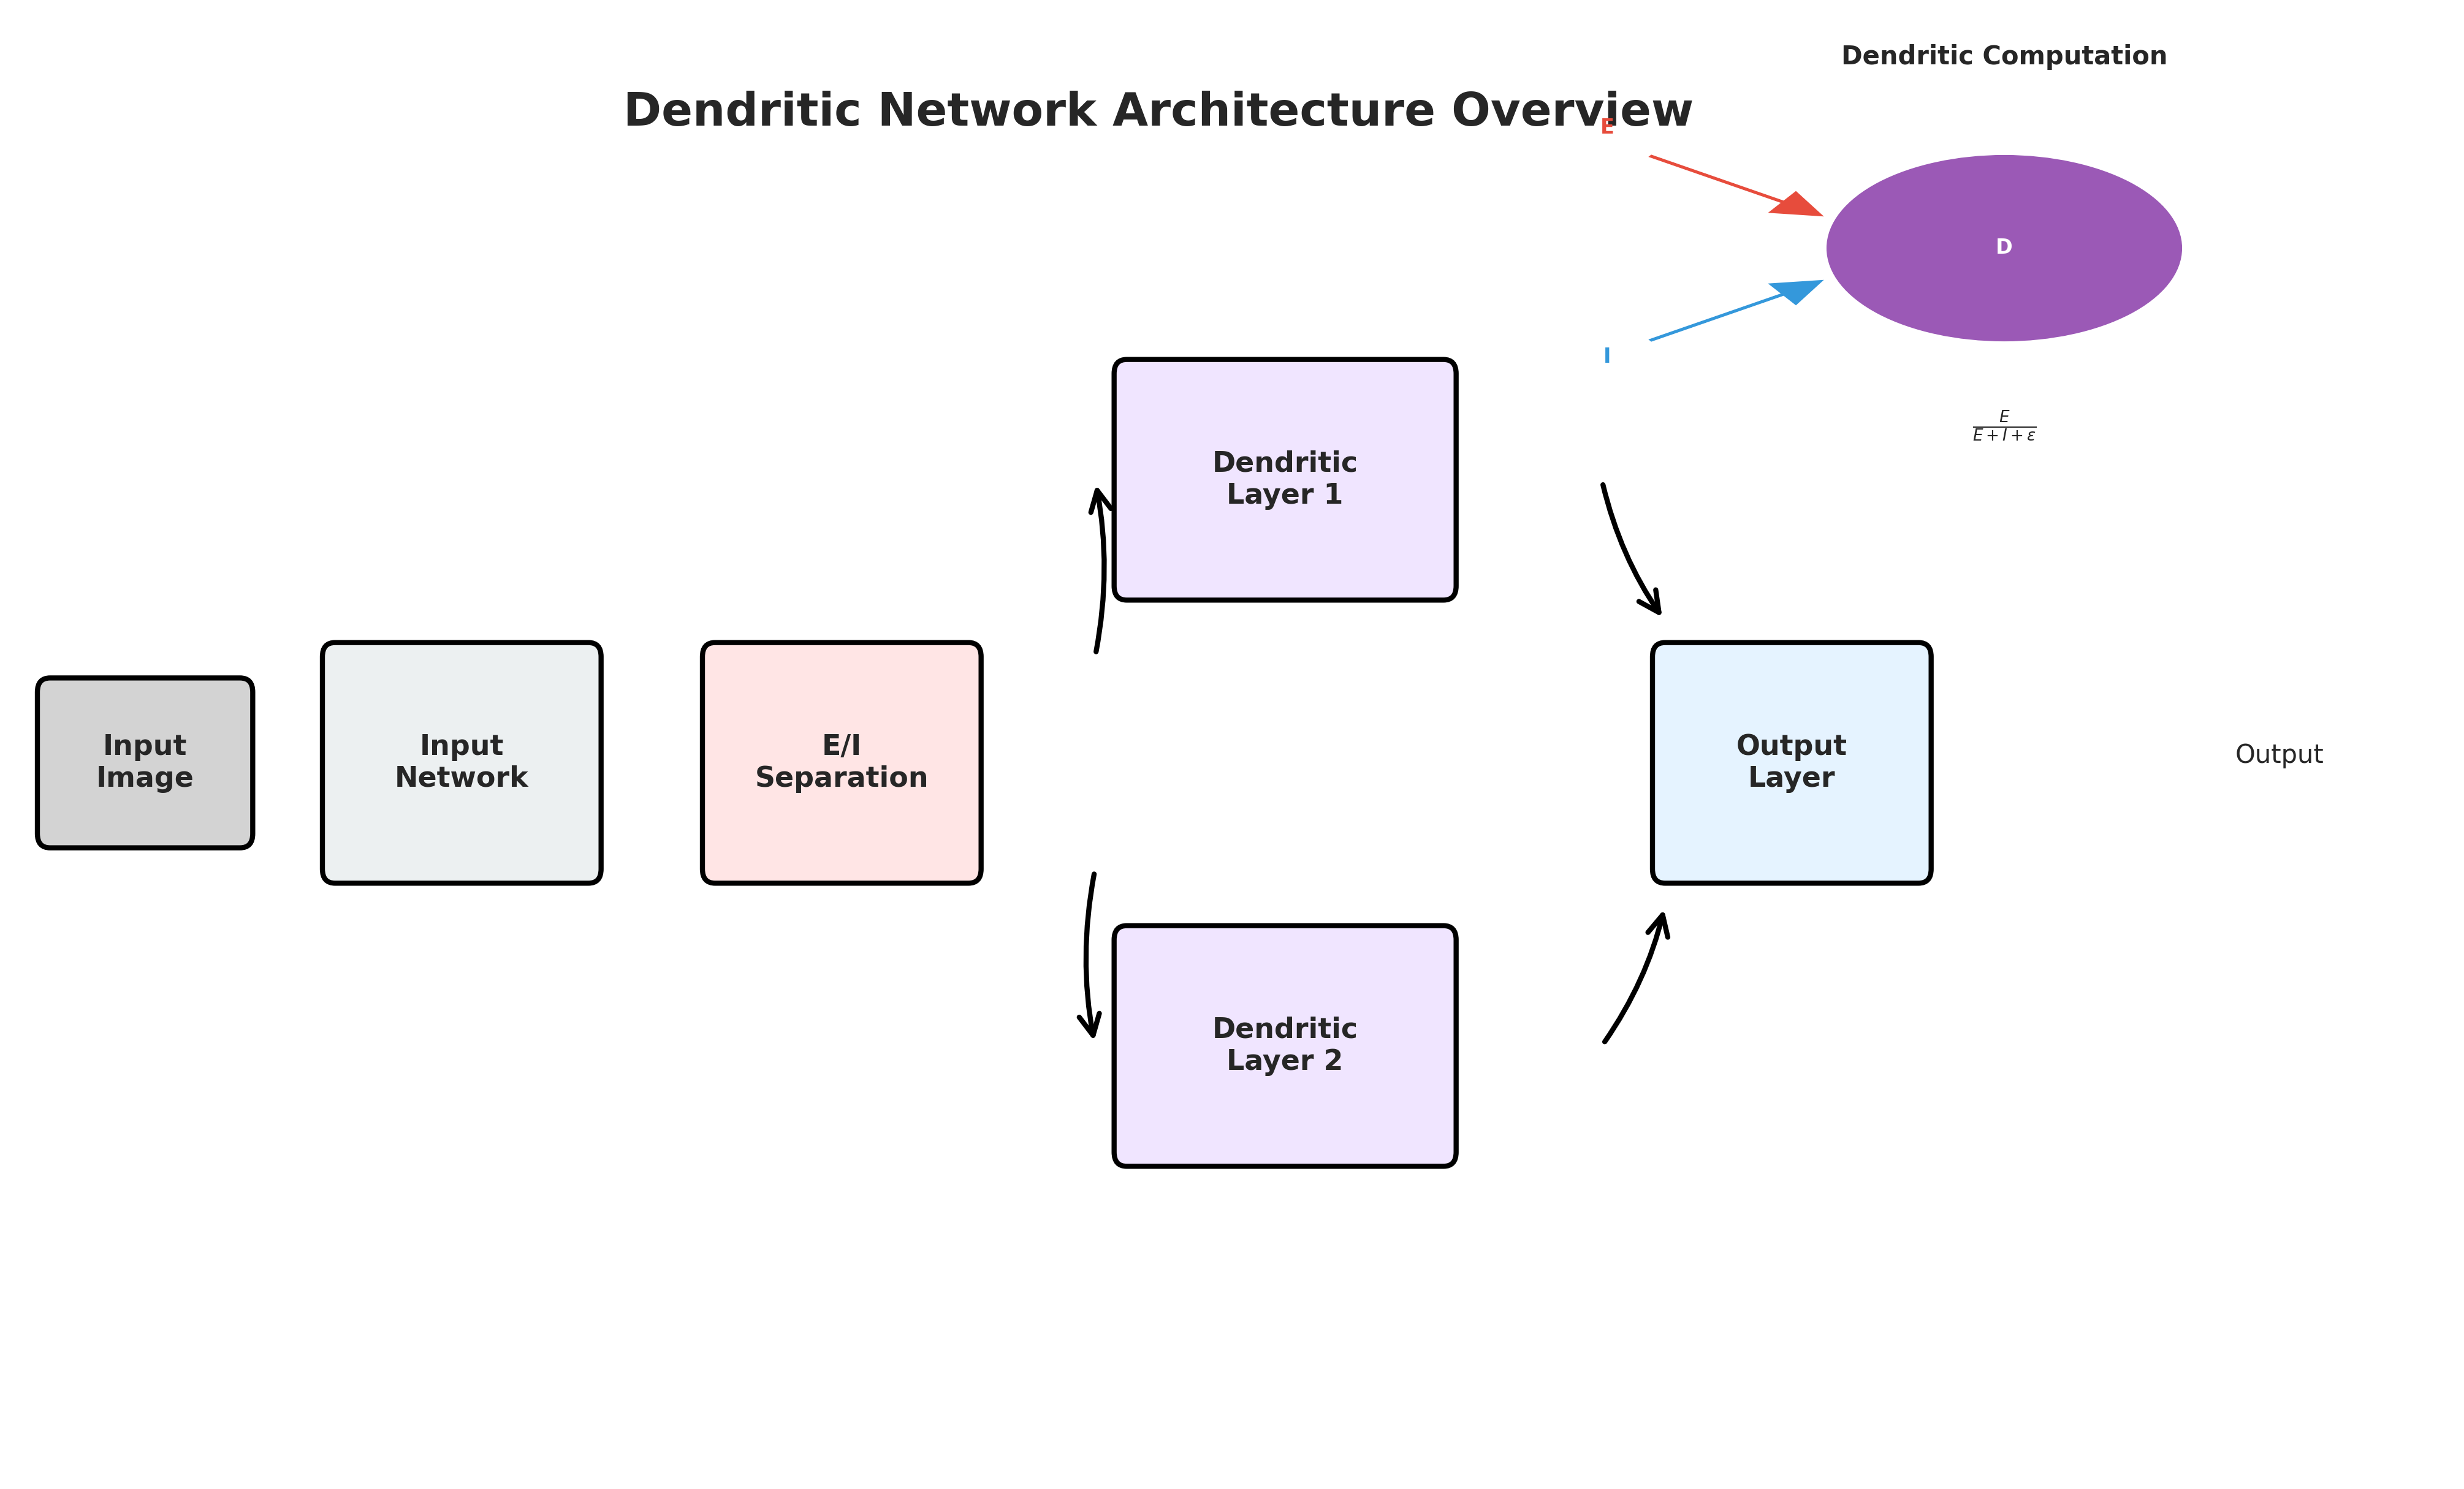 Dendritic Computation
Dendritic Network Architecture Overview
E
D
I
E
E + I + ε
Dendritic
Layer 1
Input
Image
Input
Network
E/I
Separation
Output
Layer
Output
Dendritic
Layer 2